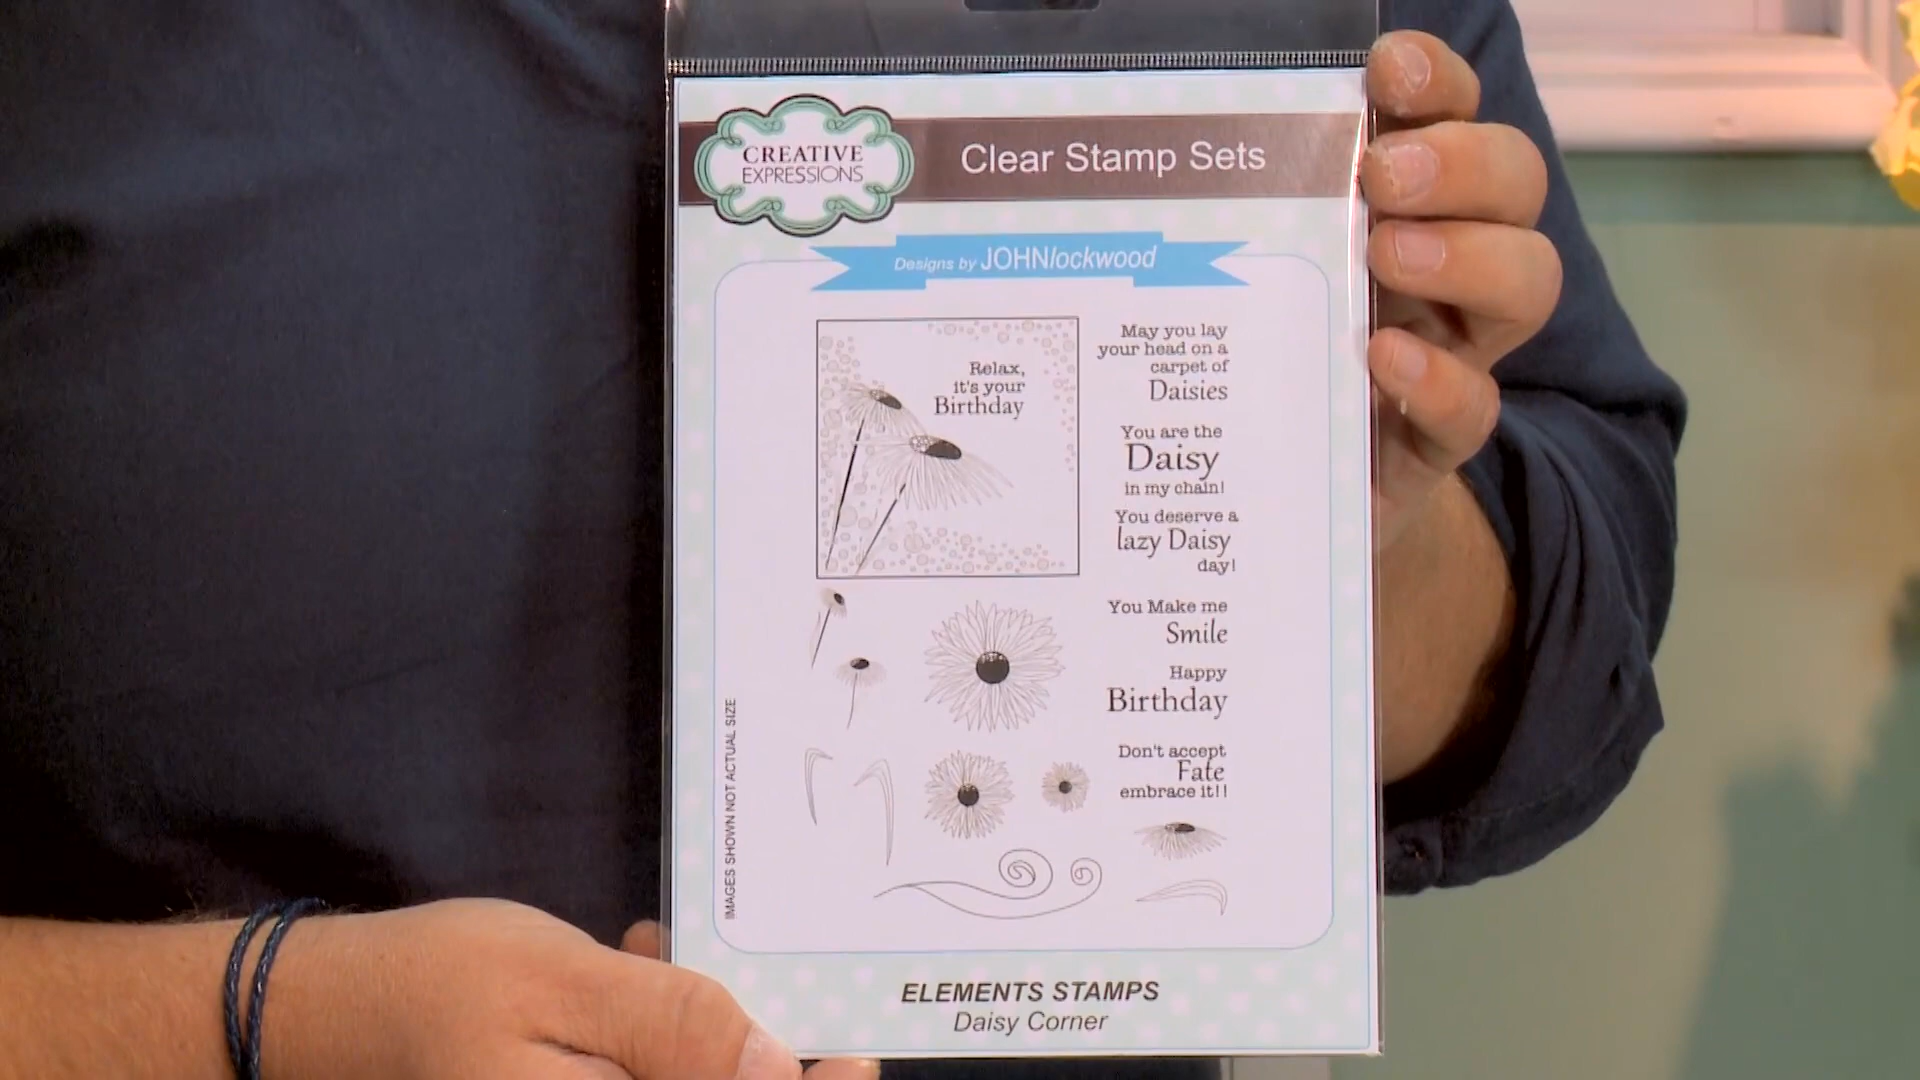 CREATIVE
EXPRESSIONS
Clear Stamp Sets
Designs by JOHNlockwood
Relax,
it's your
Birthday
May you lay
your head on a
carpet of
Daisies
You are the
Daisy
in my chain!
You deserve a
lazy Daisy
day!
You Make me
Smile
Happy
Birthday
Don't accept
Fate
embrace it!!
IMAGES SHOWN NOT ACTUAL SIZE
ELEMENTS STAMPS
Daisy Corner